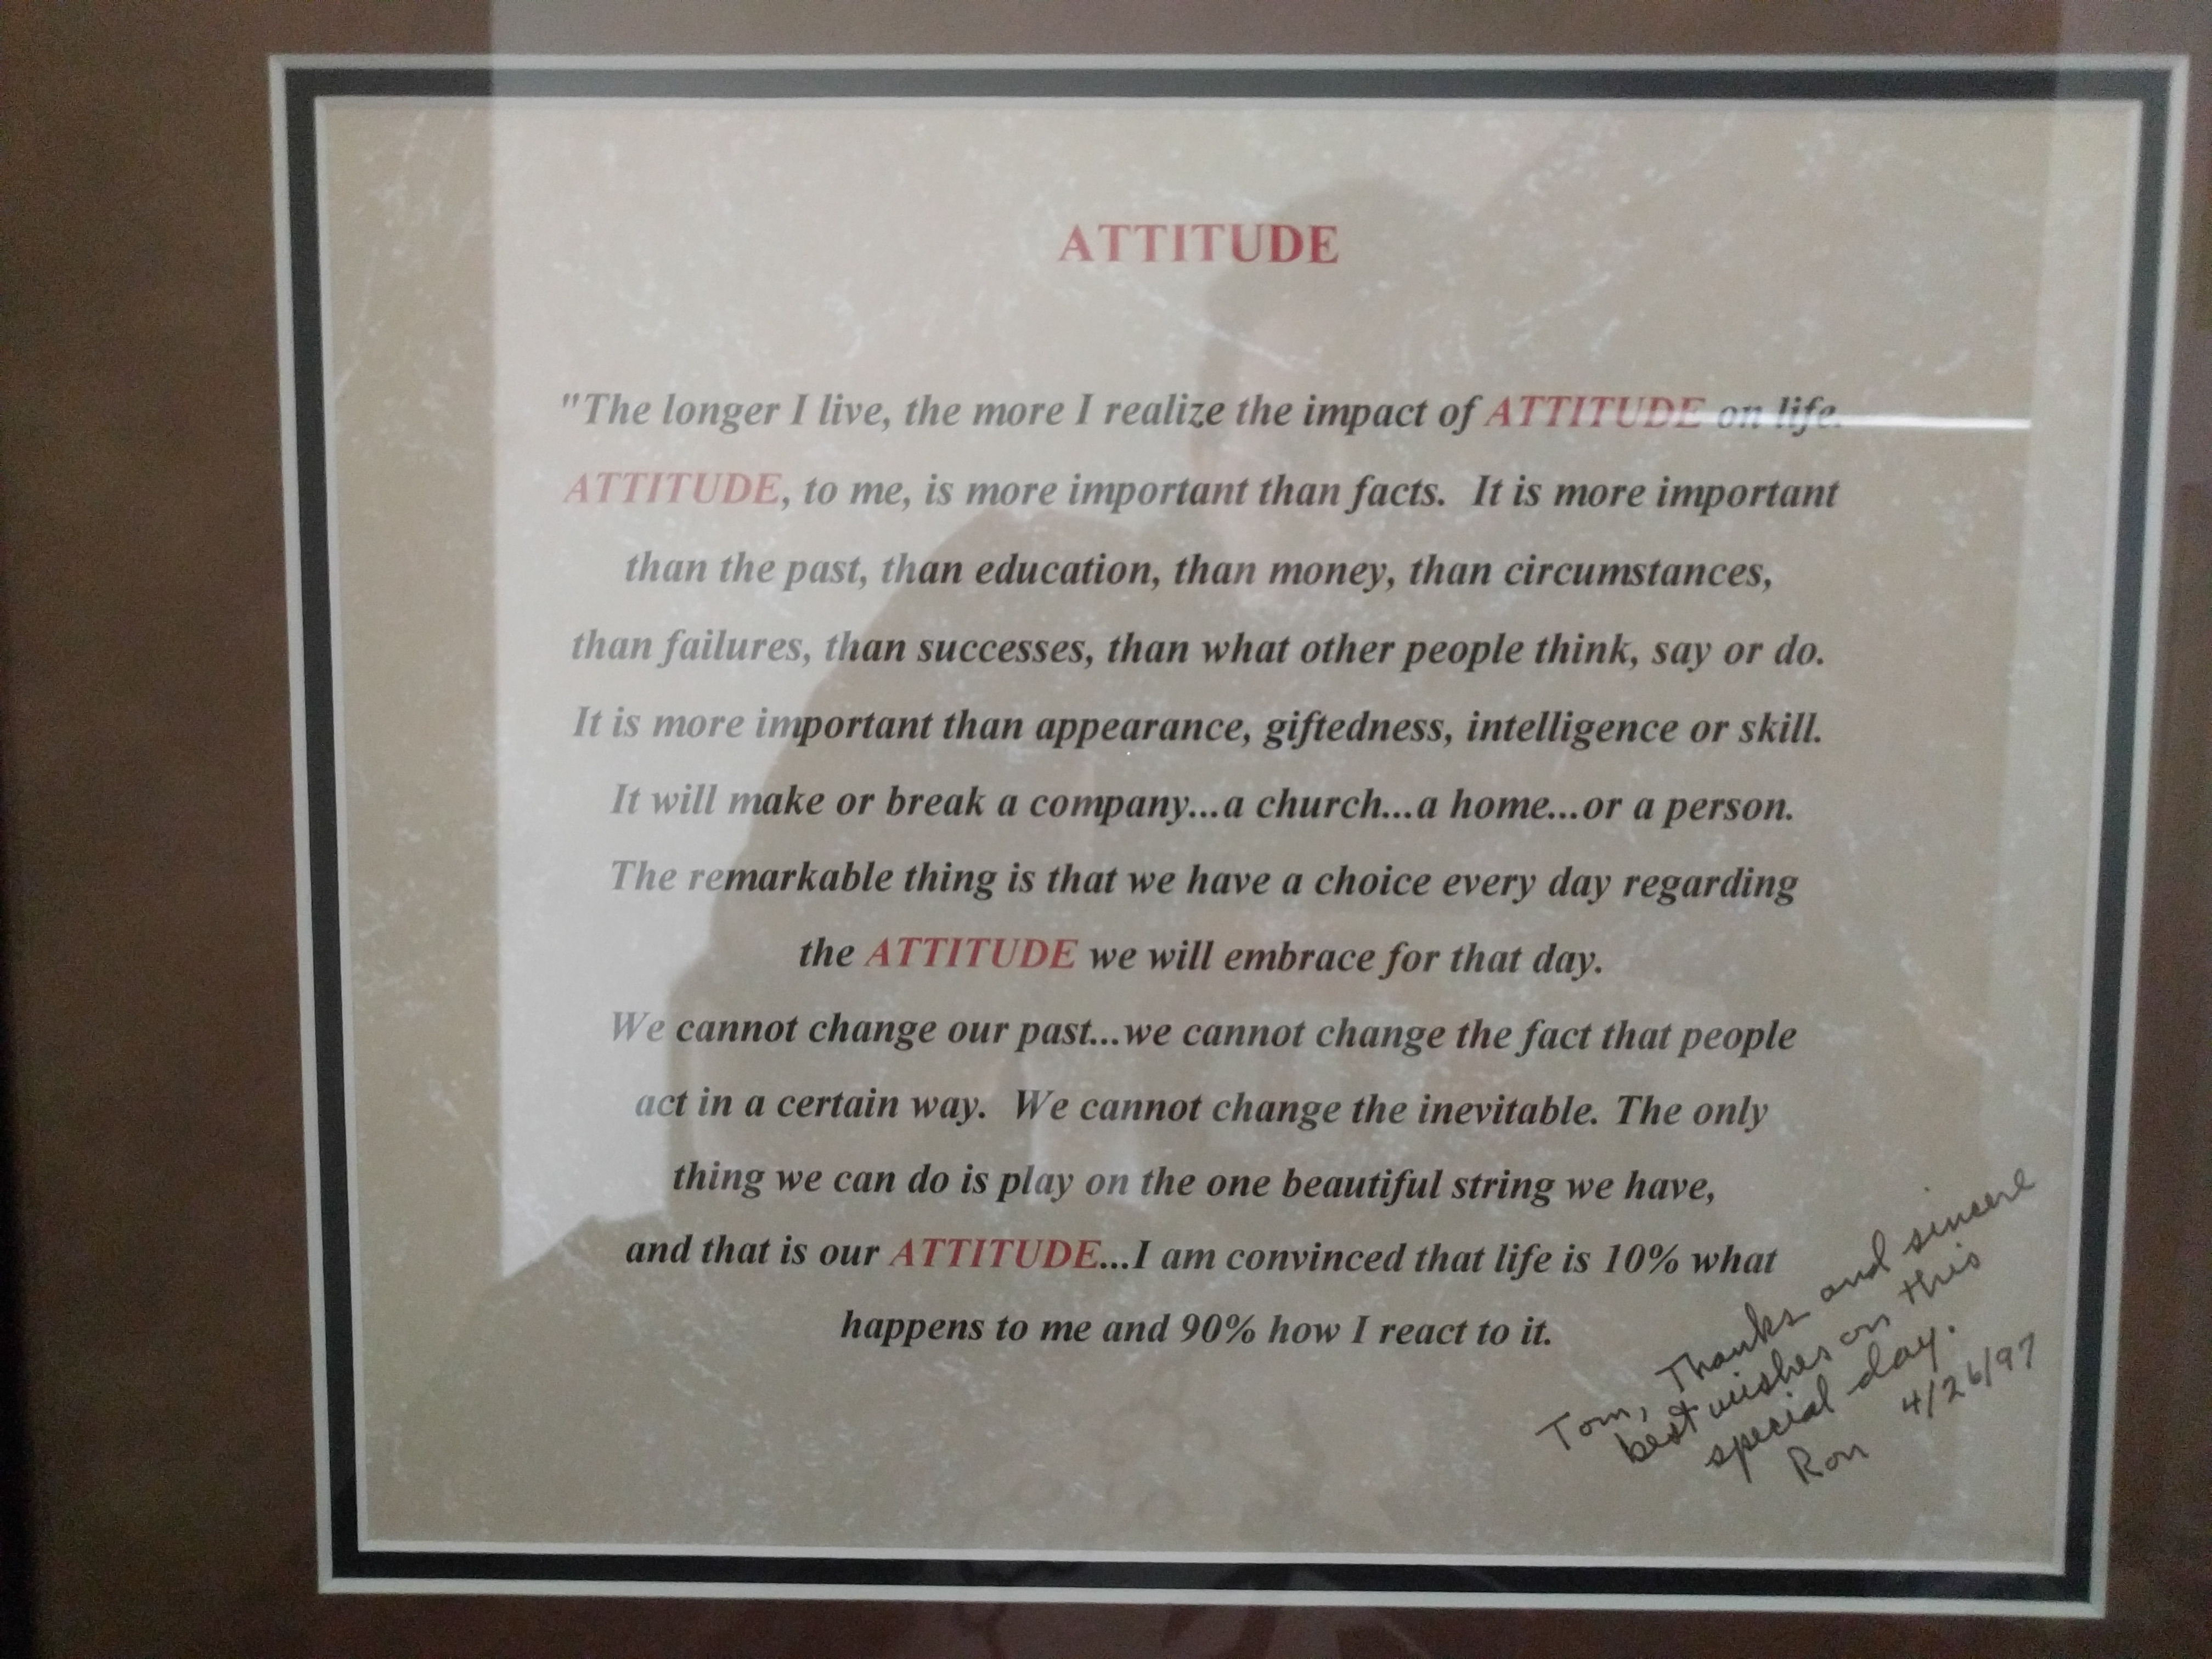 ATTITUDE
"The longer I live, the more I realize the impact of ATTITUDE on life.
ATTITUDE, to me, is more important than facts.  It is more important
than the past, than education, than money, than circumstances,
than failures, than successes, than what other people think, say or do.
It is more important than appearance, giftedness, intelligence or skill.
It will make or break a company...a church...a home...or a person.
The remarkable thing is that we have a choice every day regarding
the ATTITUDE we will embrace for that day.
We cannot change our past...we cannot change the fact that people
act in a certain way.  We cannot change the inevitable. The only
thing we can do is play on the one beautiful string we have,
and that is our ATTITUDE...I am convinced that life is 10% what
happens to me and 90% how I react to it.
Tom, Thanks and sincere
best wishes on this
special day.
Ron 4/26/97